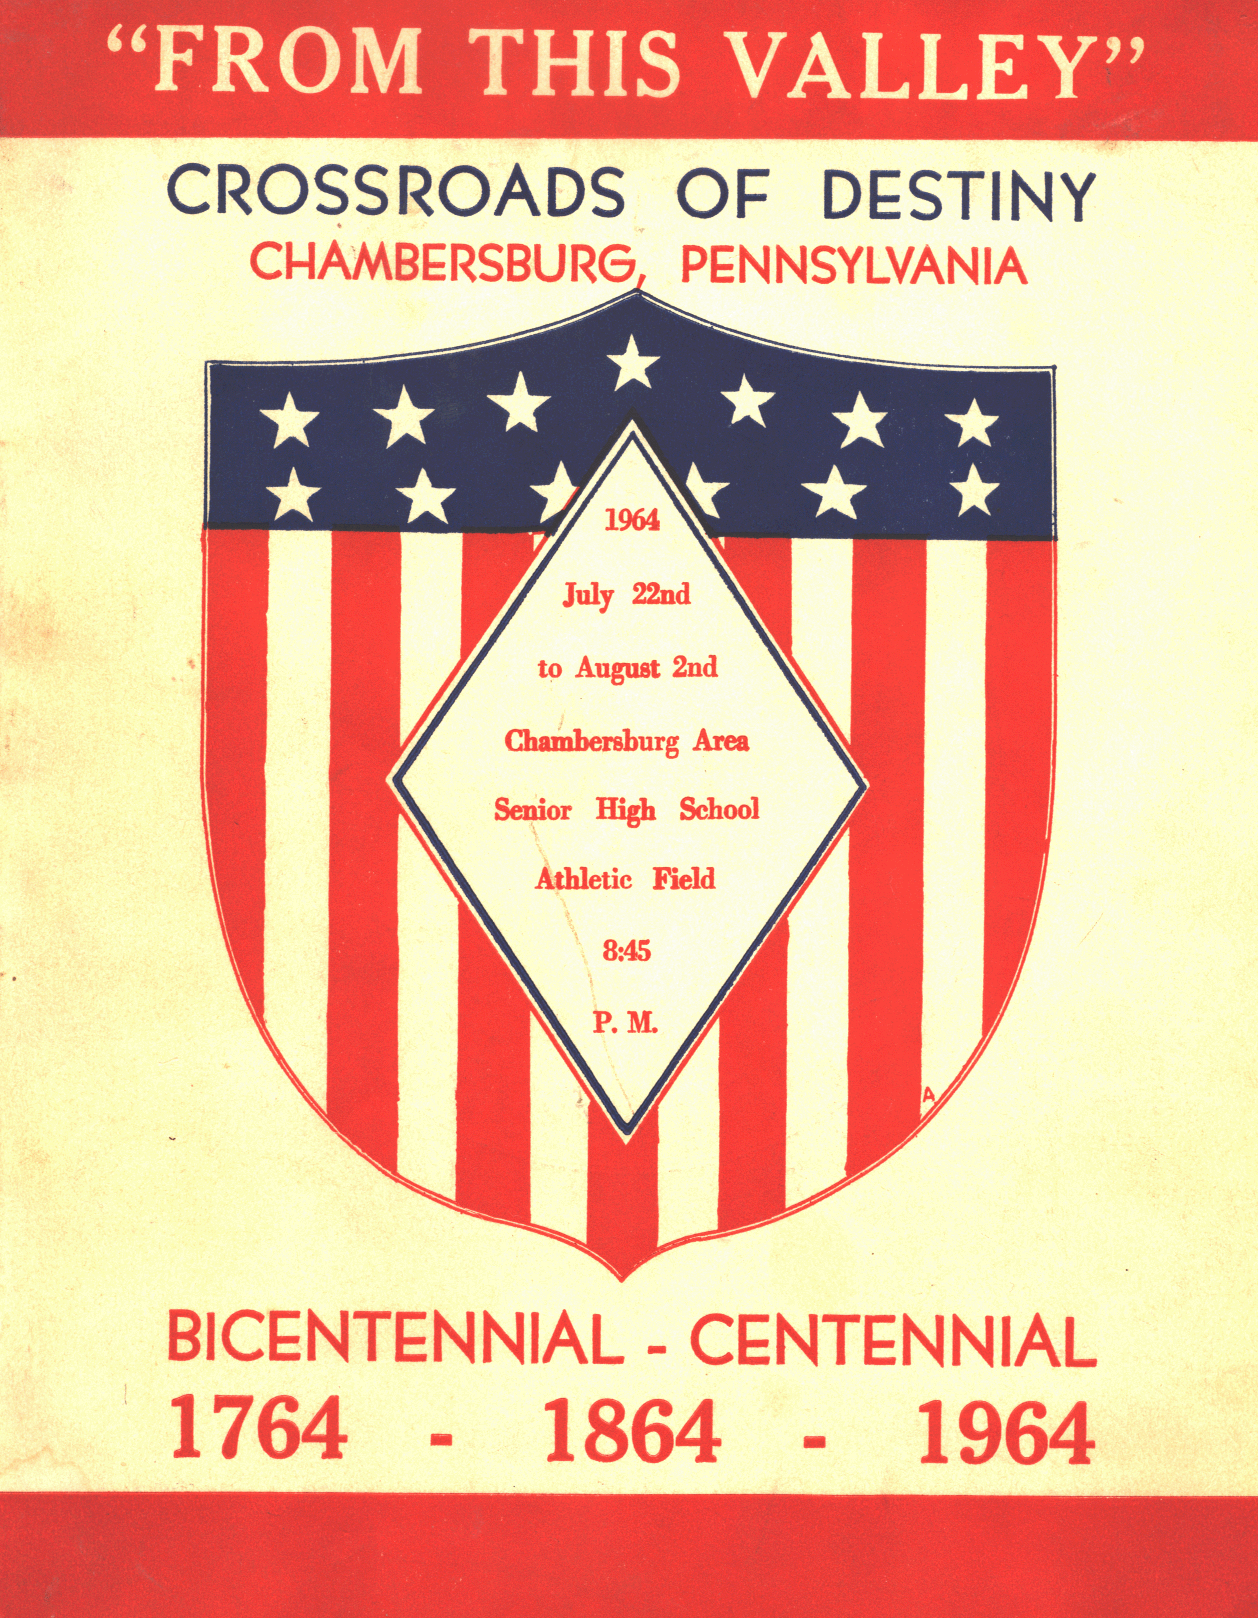 “FROM THIS VALLEY”
CROSSROADS OF DESTINY
CHAMBERSBURG, PENNSYLVANIA
1964
July 22nd
to August 2nd
Chambersburg Area
Senior High School
Athletic Field
8:45
P. M.
A
BICENTENNIAL - CENTENNIAL
1764 - 1864 - 1964